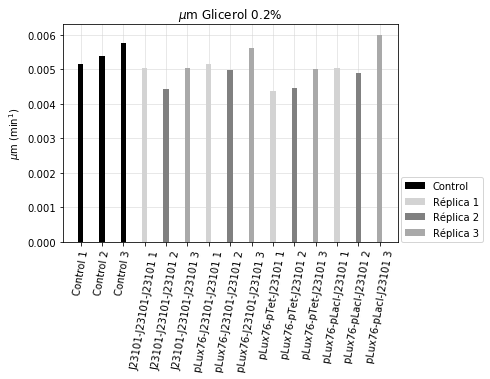 μm Glicerol 0.2%
μm (min¹)
0.006
0.005
0.004
0.003
0.002
0.001
0.000
Control 1
Control 2
Control 3
J23101-J23101-J23101 1
J23101-J23101-J23101 2
J23101-J23101-J23101 3
pLux76-J23101-J23101 1
pLux76-J23101-J23101 2
pLux76-J23101-J23101 3
pLux76-pTet-J23101 1
pLux76-pTet-J23101 2
pLux76-pTet-J23101 3
pLux76-pLacI-J23101 1
pLux76-pLacI-J23101 2
pLux76-pLacI-J23101 3
Control
Réplica 1
Réplica 2
Réplica 3